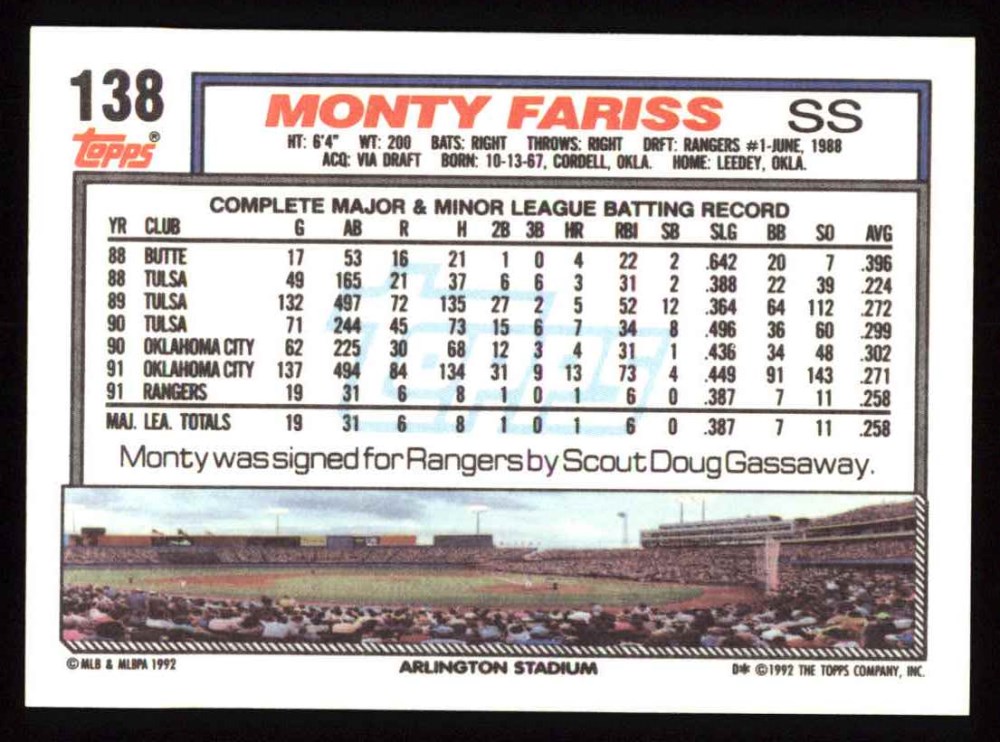 138
Topps®
MONTY FARISS SS
HT: 6'4" WT: 200 BATS: RIGHT THROWS: RIGHT DRFT: RANGERS #1-JUNE, 1988
ACQ: VIA DRAFT BORN: 10-13-67, CORDELL, OKLA. HOME: LEEDEY, OKLA.
COMPLETE MAJOR & MINOR LEAGUE BATTING RECORD
YR CLUB G AB R H 2B 3B HR RBI SB SLG BB SO AVG
88 BUTTE 17 53 16 21 1 0 4 22 2 .642 20 7 .396
88 TULSA 49 165 21 37 6 6 3 31 2 .388 22 39 .224
89 TULSA 132 497 72 135 27 2 5 52 12 .364 64 112 .272
90 TULSA 71 244 45 73 15 6 7 34 8 .496 36 60 .299
90 OKLAHOMA CITY 62 225 30 68 12 3 4 31 1 .436 34 48 .302
91 OKLAHOMA CITY 137 494 84 134 31 9 13 73 4 .449 91 143 .271
91 RANGERS 19 31 6 8 1 0 1 6 0 .387 7 11 .258
MAJ. LEA. TOTALS 19 31 6 8 1 0 1 6 0 .387 7 11 .258
Topps
Monty was signed for Rangers by Scout Doug Gassaway.
© MLB & MLBPA 1992
ARLINGTON STADIUM
D* © 1992 THE TOPPS COMPANY, INC.